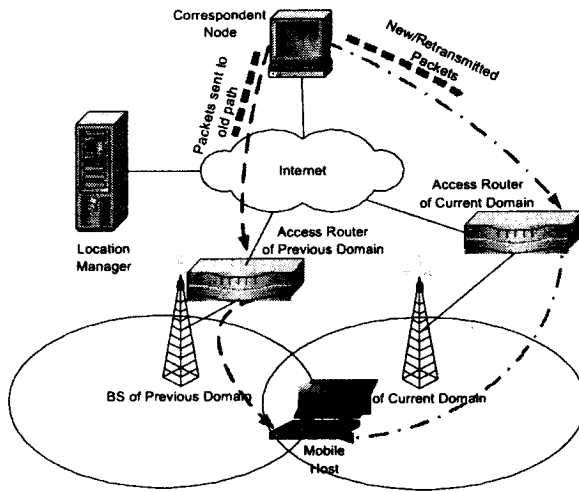 Correspondent
Node
New/Retransmitted
Packets
Packets sent to
old path
Internet
Location
Manager
Access Router
of Previous Domain
Access Router
of Current Domain
BS of Previous Domain
of Current Domain
Mobile
Host